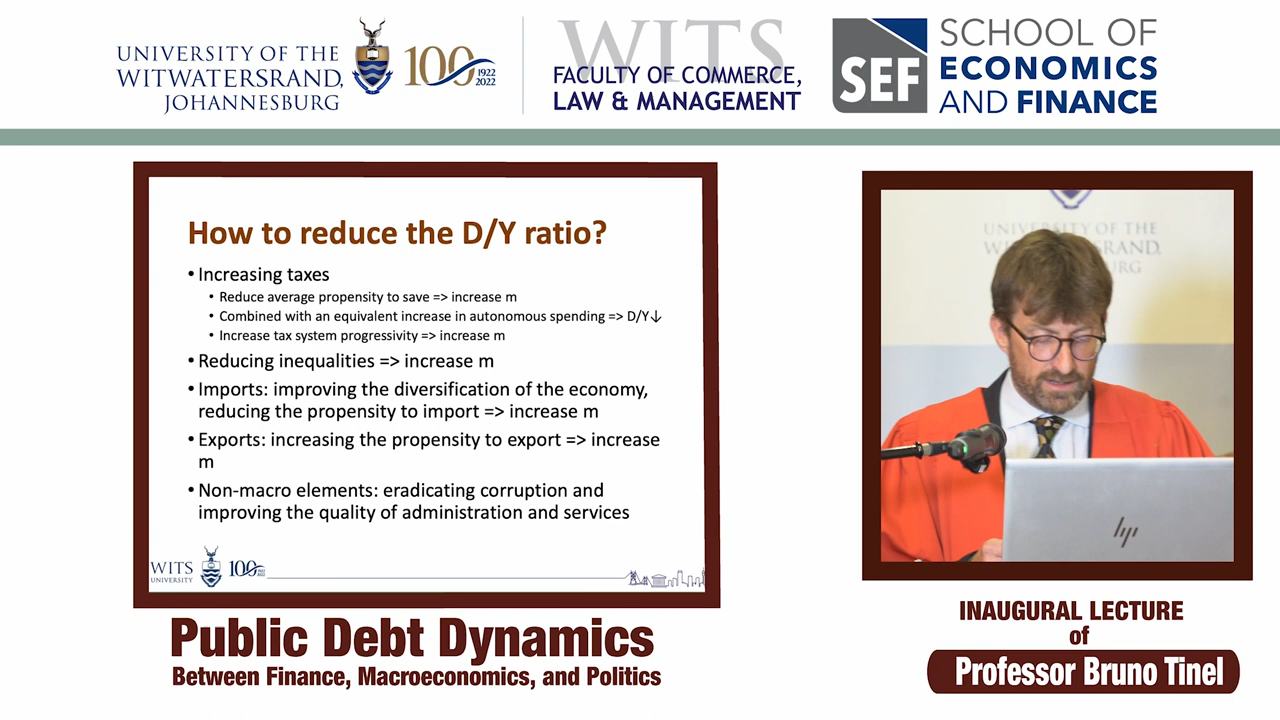 UNIVERSITY OF THE
WITWATERSRAND,
JOHANNESBURG
100 1922
2022
WITS
FACULTY OF COMMERCE,
LAW & MANAGEMENT
SEF
SCHOOL OF
ECONOMICS
AND FINANCE
How to reduce the D/Y ratio?
• Increasing taxes
• Reduce average propensity to save => increase m
• Combined with an equivalent increase in autonomous spending => D/Y↓
• Increase tax system progressivity => increase m
• Reducing inequalities => increase m
• Imports: improving the diversification of the economy,
reducing the propensity to import => increase m
• Exports: increasing the propensity to export => increase
m
• Non-macro elements: eradicating corruption and
improving the quality of administration and services
WITS
UNIVERSITY
100
Public Debt Dynamics
Between Finance, Macroeconomics, and Politics
UNIVERSITY OF THE
hp
INAUGURAL LECTURE
of
Professor Bruno Tinel